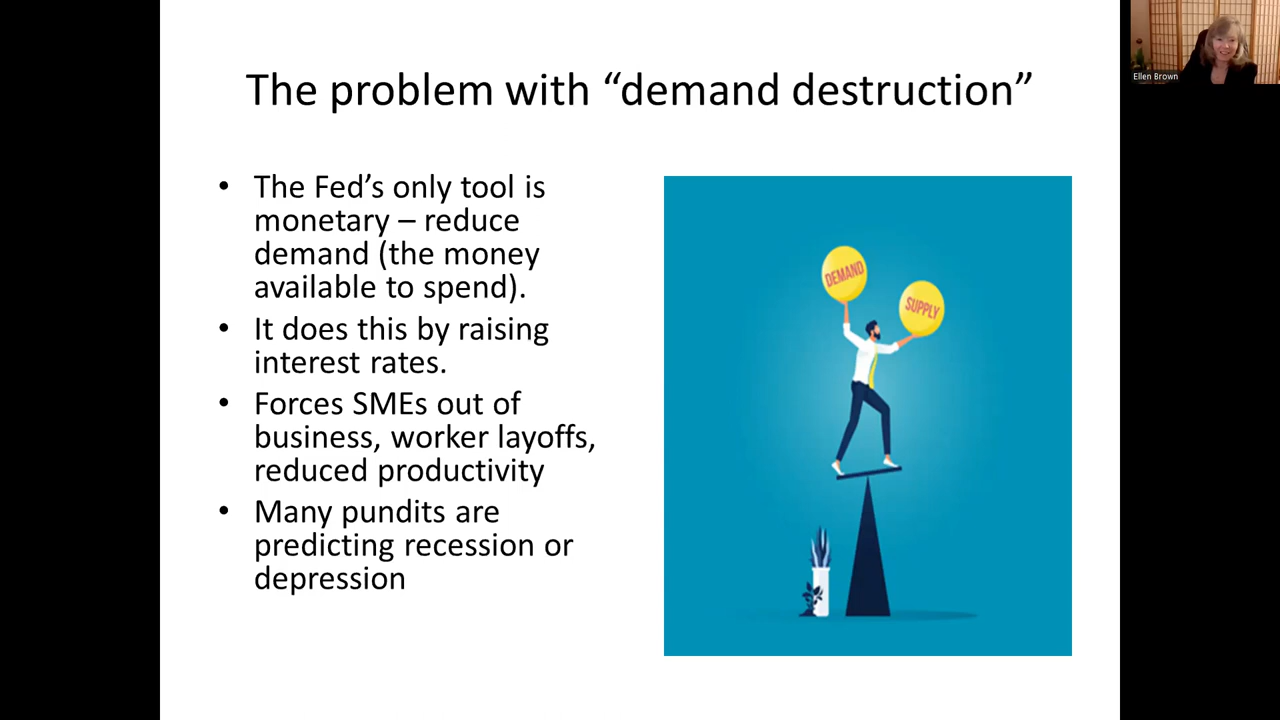 The problem with “demand destruction”
• The Fed’s only tool is
monetary – reduce
demand (the money
available to spend).
• It does this by raising
interest rates.
• Forces SMEs out of
business, worker layoffs,
reduced productivity
• Many pundits are
predicting recession or
depression
DEMAND
SUPPLY
Ellen Brown